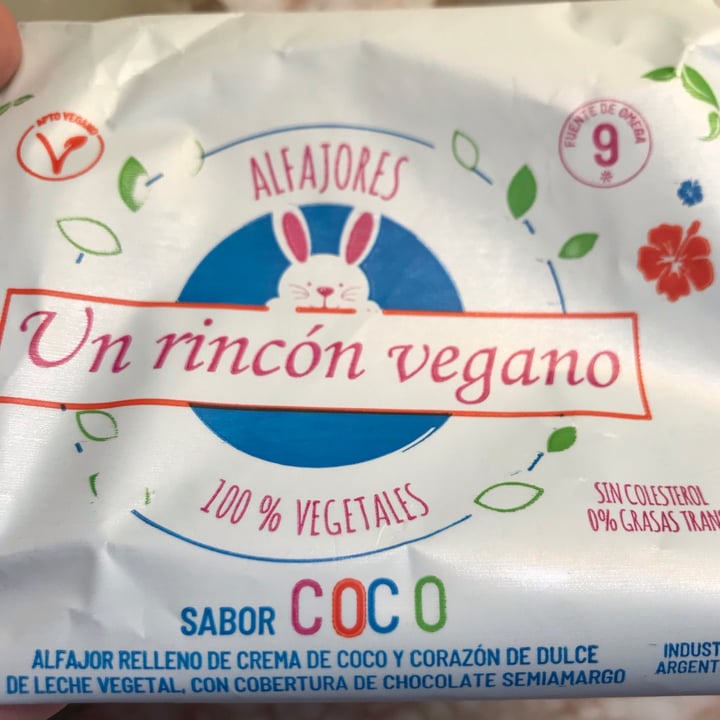 APTO VEGANO
FUENTE DE OMEGA
9
ALFAJORES
Un rincón vegano
100 % VEGETALES
SIN COLESTEROL
0% GRASAS TRANS
SABOR COCO
ALFAJOR RELLENO DE CREMA DE COCO Y CORAZÓN DE DULCE
DE LECHE VEGETAL, CON COBERTURA DE CHOCOLATE SEMIAMARGO
INDUST
ARGENT